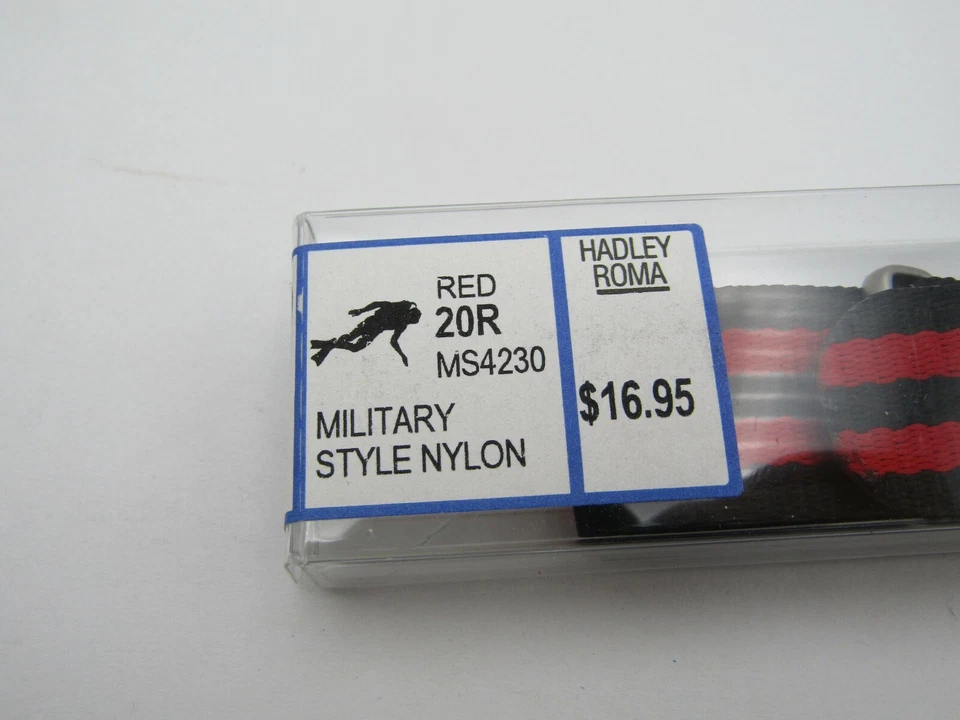 RED
20R
MS4230
MILITARY
STYLE NYLON
HADLEY
ROMA
$16.95